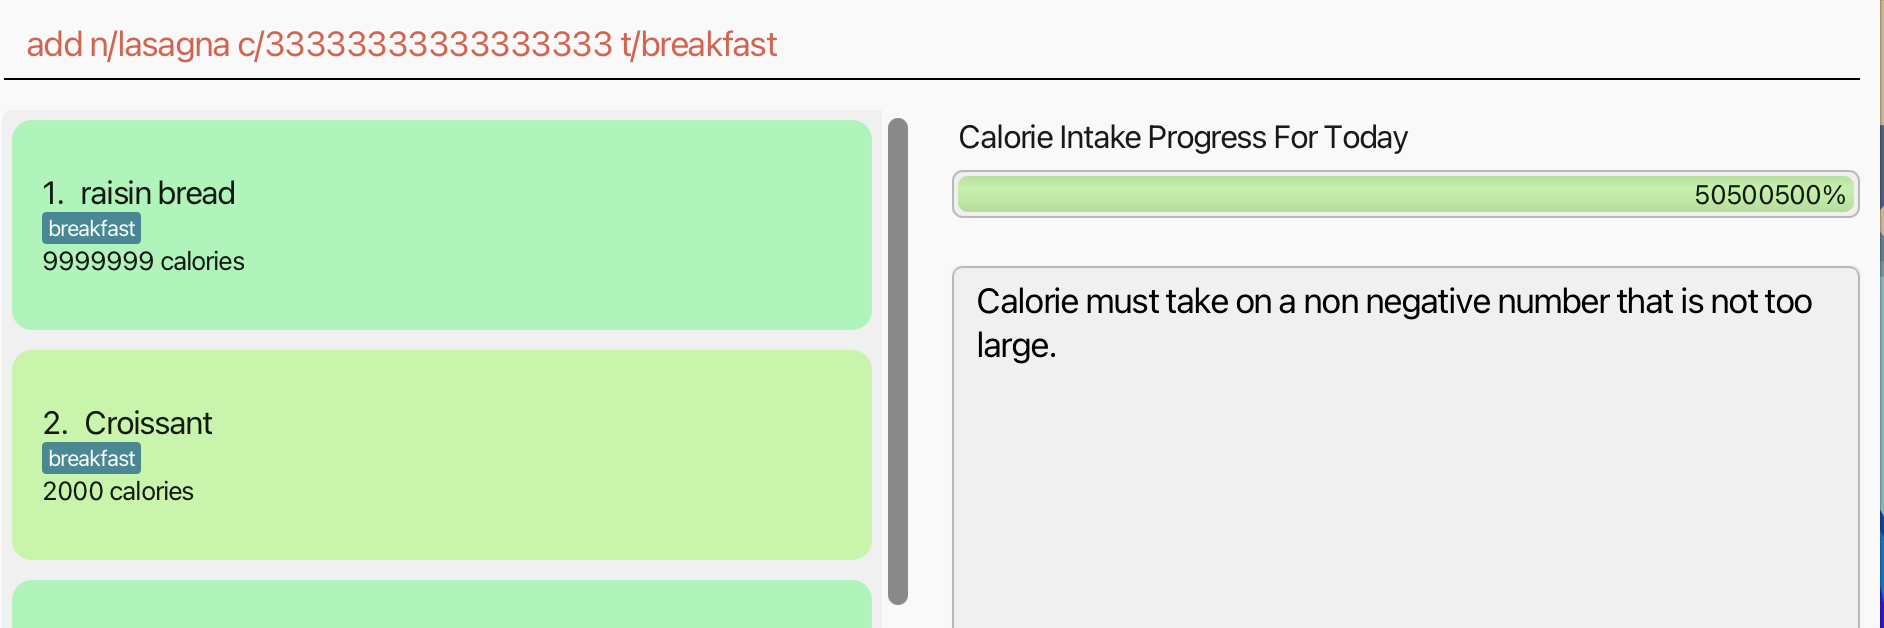 add n/lasagna c/33333333333333333 t/breakfast
1. raisin bread
breakfast
9999999 calories
2. Croissant
breakfast
2000 calories
Calorie Intake Progress For Today
50500500%
Calorie must take on a non negative number that is not too
large.